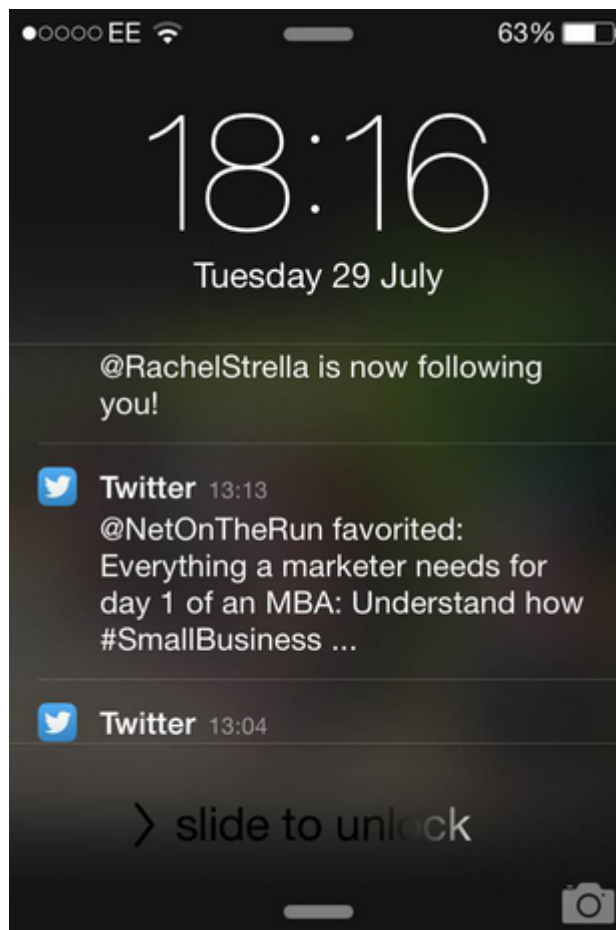 EE 63%
18:16
Tuesday 29 July
@RachelStrella is now following
you!
Twitter 13:13
@NetOnTheRun favorited:
Everything a marketer needs for
day 1 of an MBA: Understand how
#SmallBusiness ...
Twitter 13:04
> slide to unlock